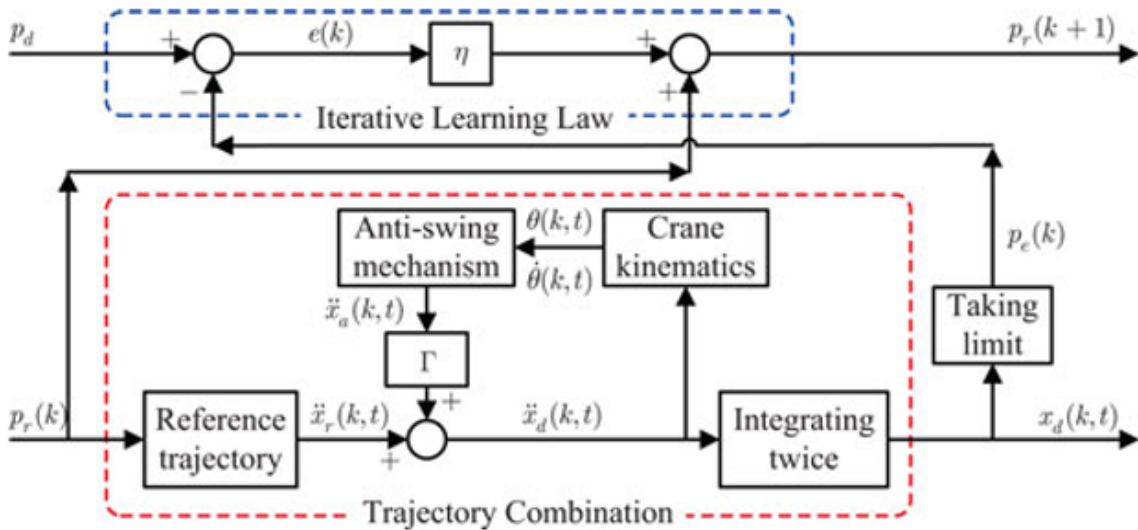 p_d
+
e(k)
η
+
p_r(k + 1)
−
+
Iterative Learning Law
Anti-swing
mechanism
θ(k,t)
θ̇(k,t)
Crane
kinematics
p_e(k)
ẍ_a(k,t)
Taking
limit
Γ
+
p_r(k)
Reference
trajectory
ẍ_r(k,t)
+
ẍ_d(k,t)
Integrating
twice
x_d(k,t)
Trajectory Combination